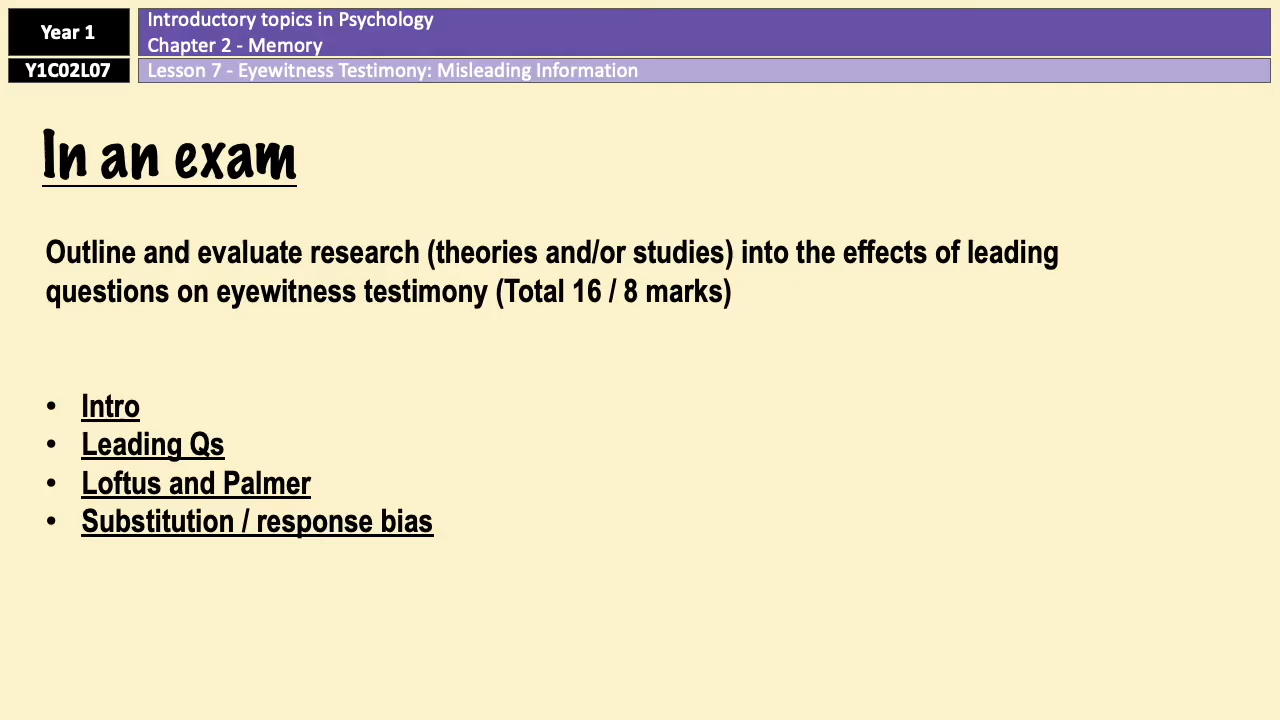 Year 1
Introductory topics in Psychology
Chapter 2 - Memory
Y1C02L07
Lesson 7 - Eyewitness Testimony: Misleading Information
In an exam
Outline and evaluate research (theories and/or studies) into the effects of leading
questions on eyewitness testimony (Total 16 / 8 marks)
• Intro
• Leading Qs
• Loftus and Palmer
• Substitution / response bias